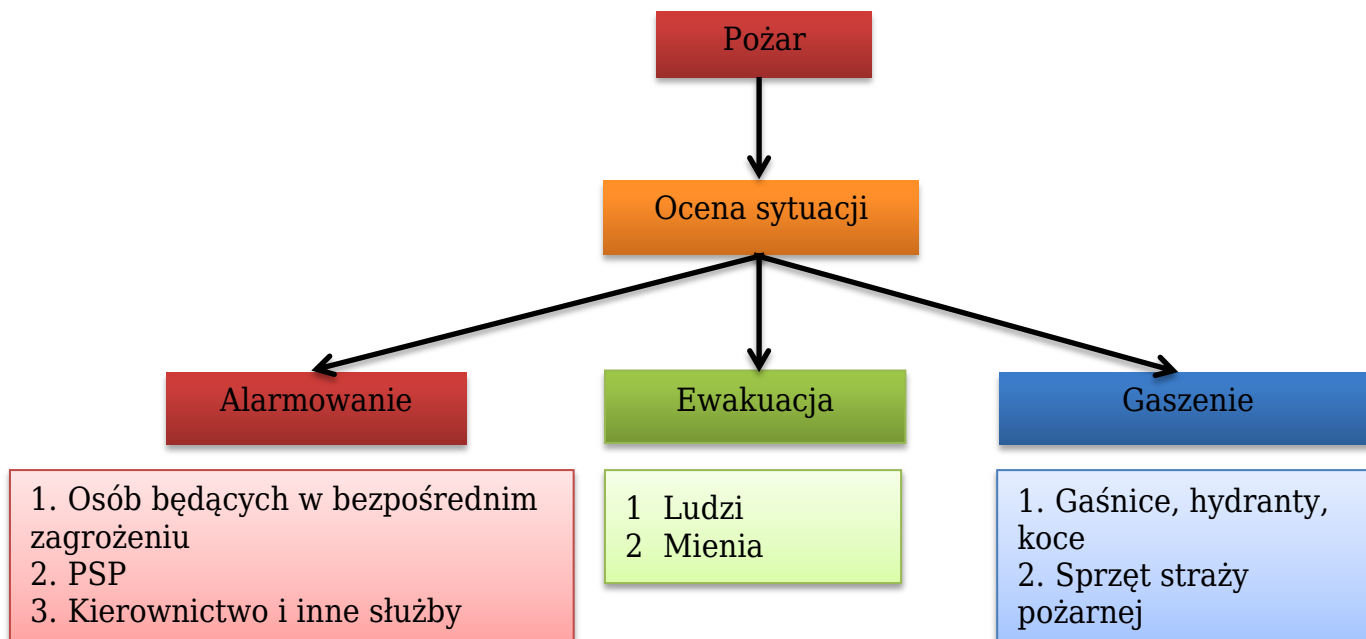 Pożar
Ocena sytuacji
Alarmowanie
Ewakuacja
Gaszenie
1. Osób będących w bezpośrednim
zagrożeniu
2. PSP
3. Kierownictwo i inne służby
1 Ludzi
2 Mienia
1. Gaśnice, hydranty,
koce
2. Sprzęt straży
pożarnej